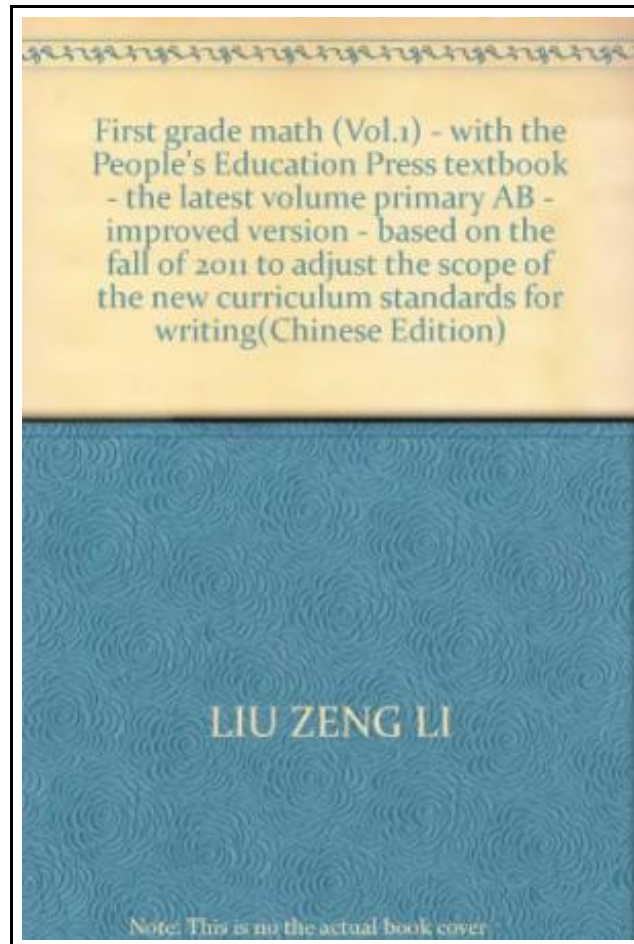 First grade math (Vol.1) - with the
People's Education Press textbook
- the latest volume primary AB -
improved version - based on the
fall of 2011 to adjust the scope of
the new curriculum standards for
writing(Chinese Edition)
LIU ZENG LI
Note: This is no the actual book cover